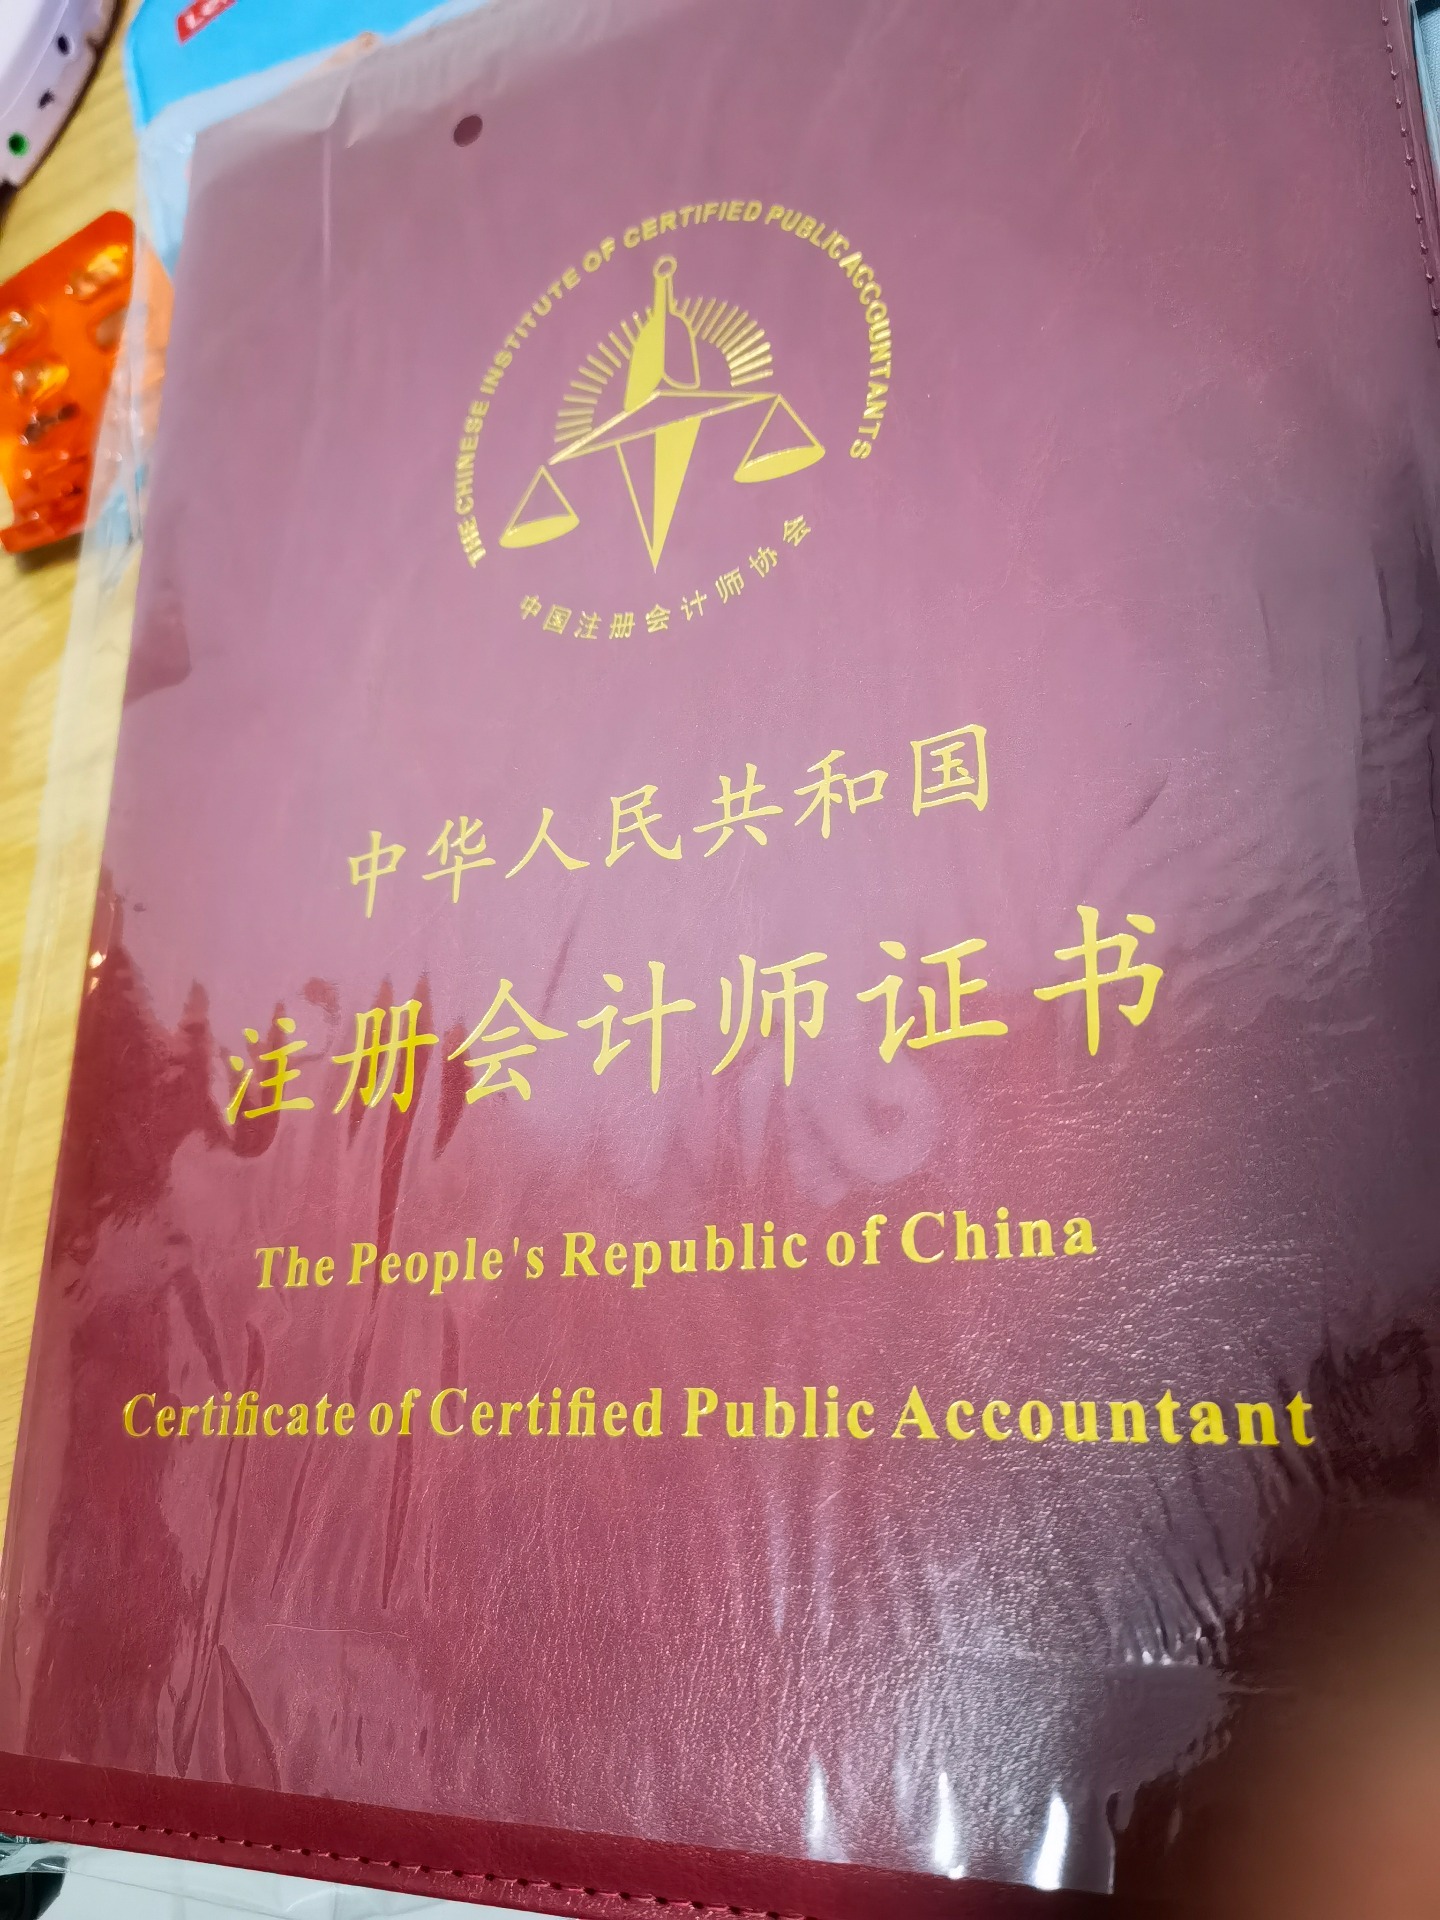 THE CHINESE INSTITUTE OF CERTIFIED PUBLIC ACCOUNTANTS
中国注册会计师协会
中华人民共和国
注册会计师证书
The People's Republic of China
Certificate of Certified Public Accountant